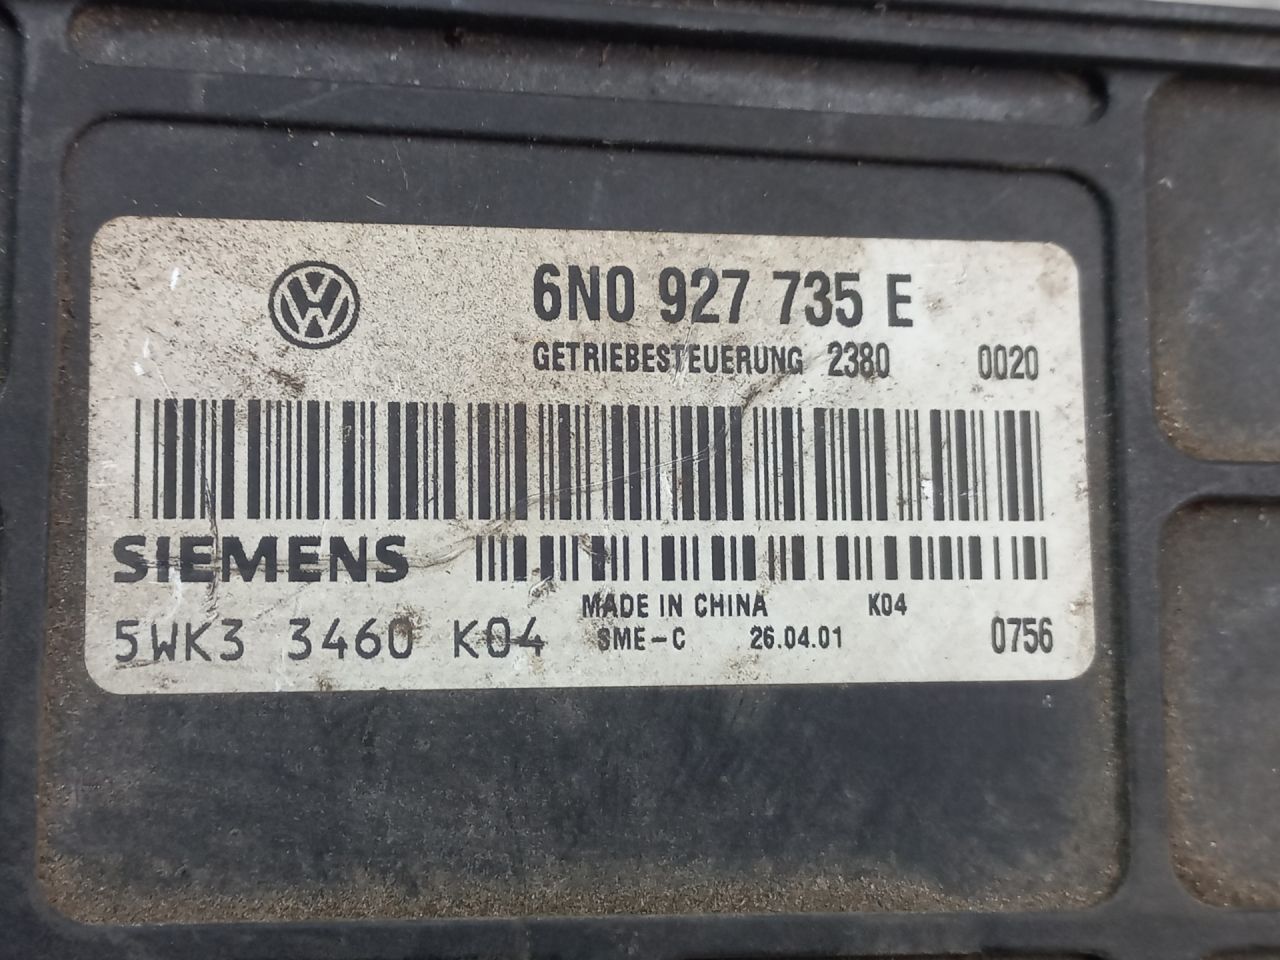 6N0 927 735 E
GETRIEBESTEUERUNG 2380 0020
SIEMENS
MADE IN CHINA K04
5WK3 3460 K04 SME-C 26.04.01 0756